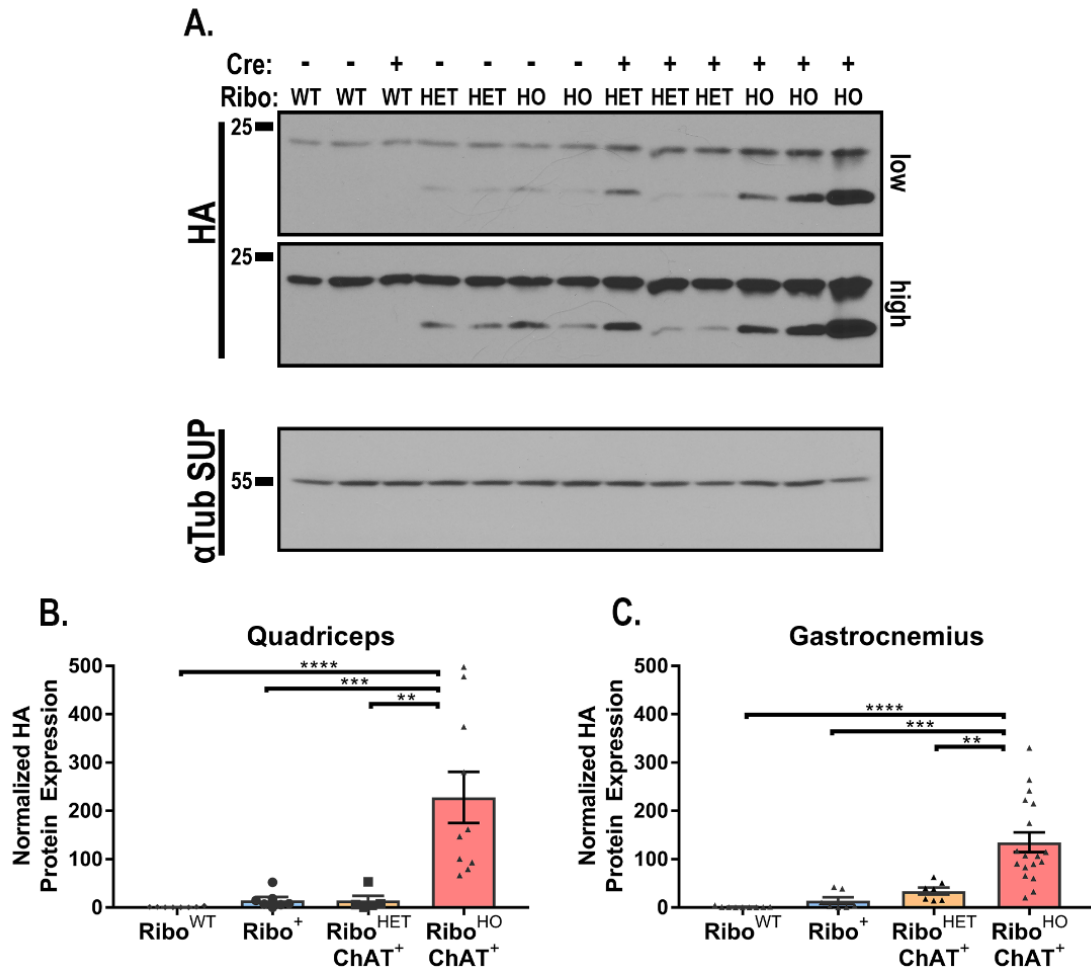 A.
Cre: - - + - - - - + + + + + +
Ribo: WT WT WT HET HET HO HO HET HET HET HO HO HO
25
HA
low
25
high
αTub SUP
55
B.
Quadriceps
Normalized HA
Protein Expression
500
400
300
200
100
0
****
***
**
Ribo^WT Ribo^+ Ribo^HET Ribo^HO
ChAT^+ ChAT^+
C.
Gastrocnemius
Normalized HA
Protein Expression
500
400
300
200
100
0
****
***
**
Ribo^WT Ribo^+ Ribo^HET Ribo^HO
ChAT^+ ChAT^+